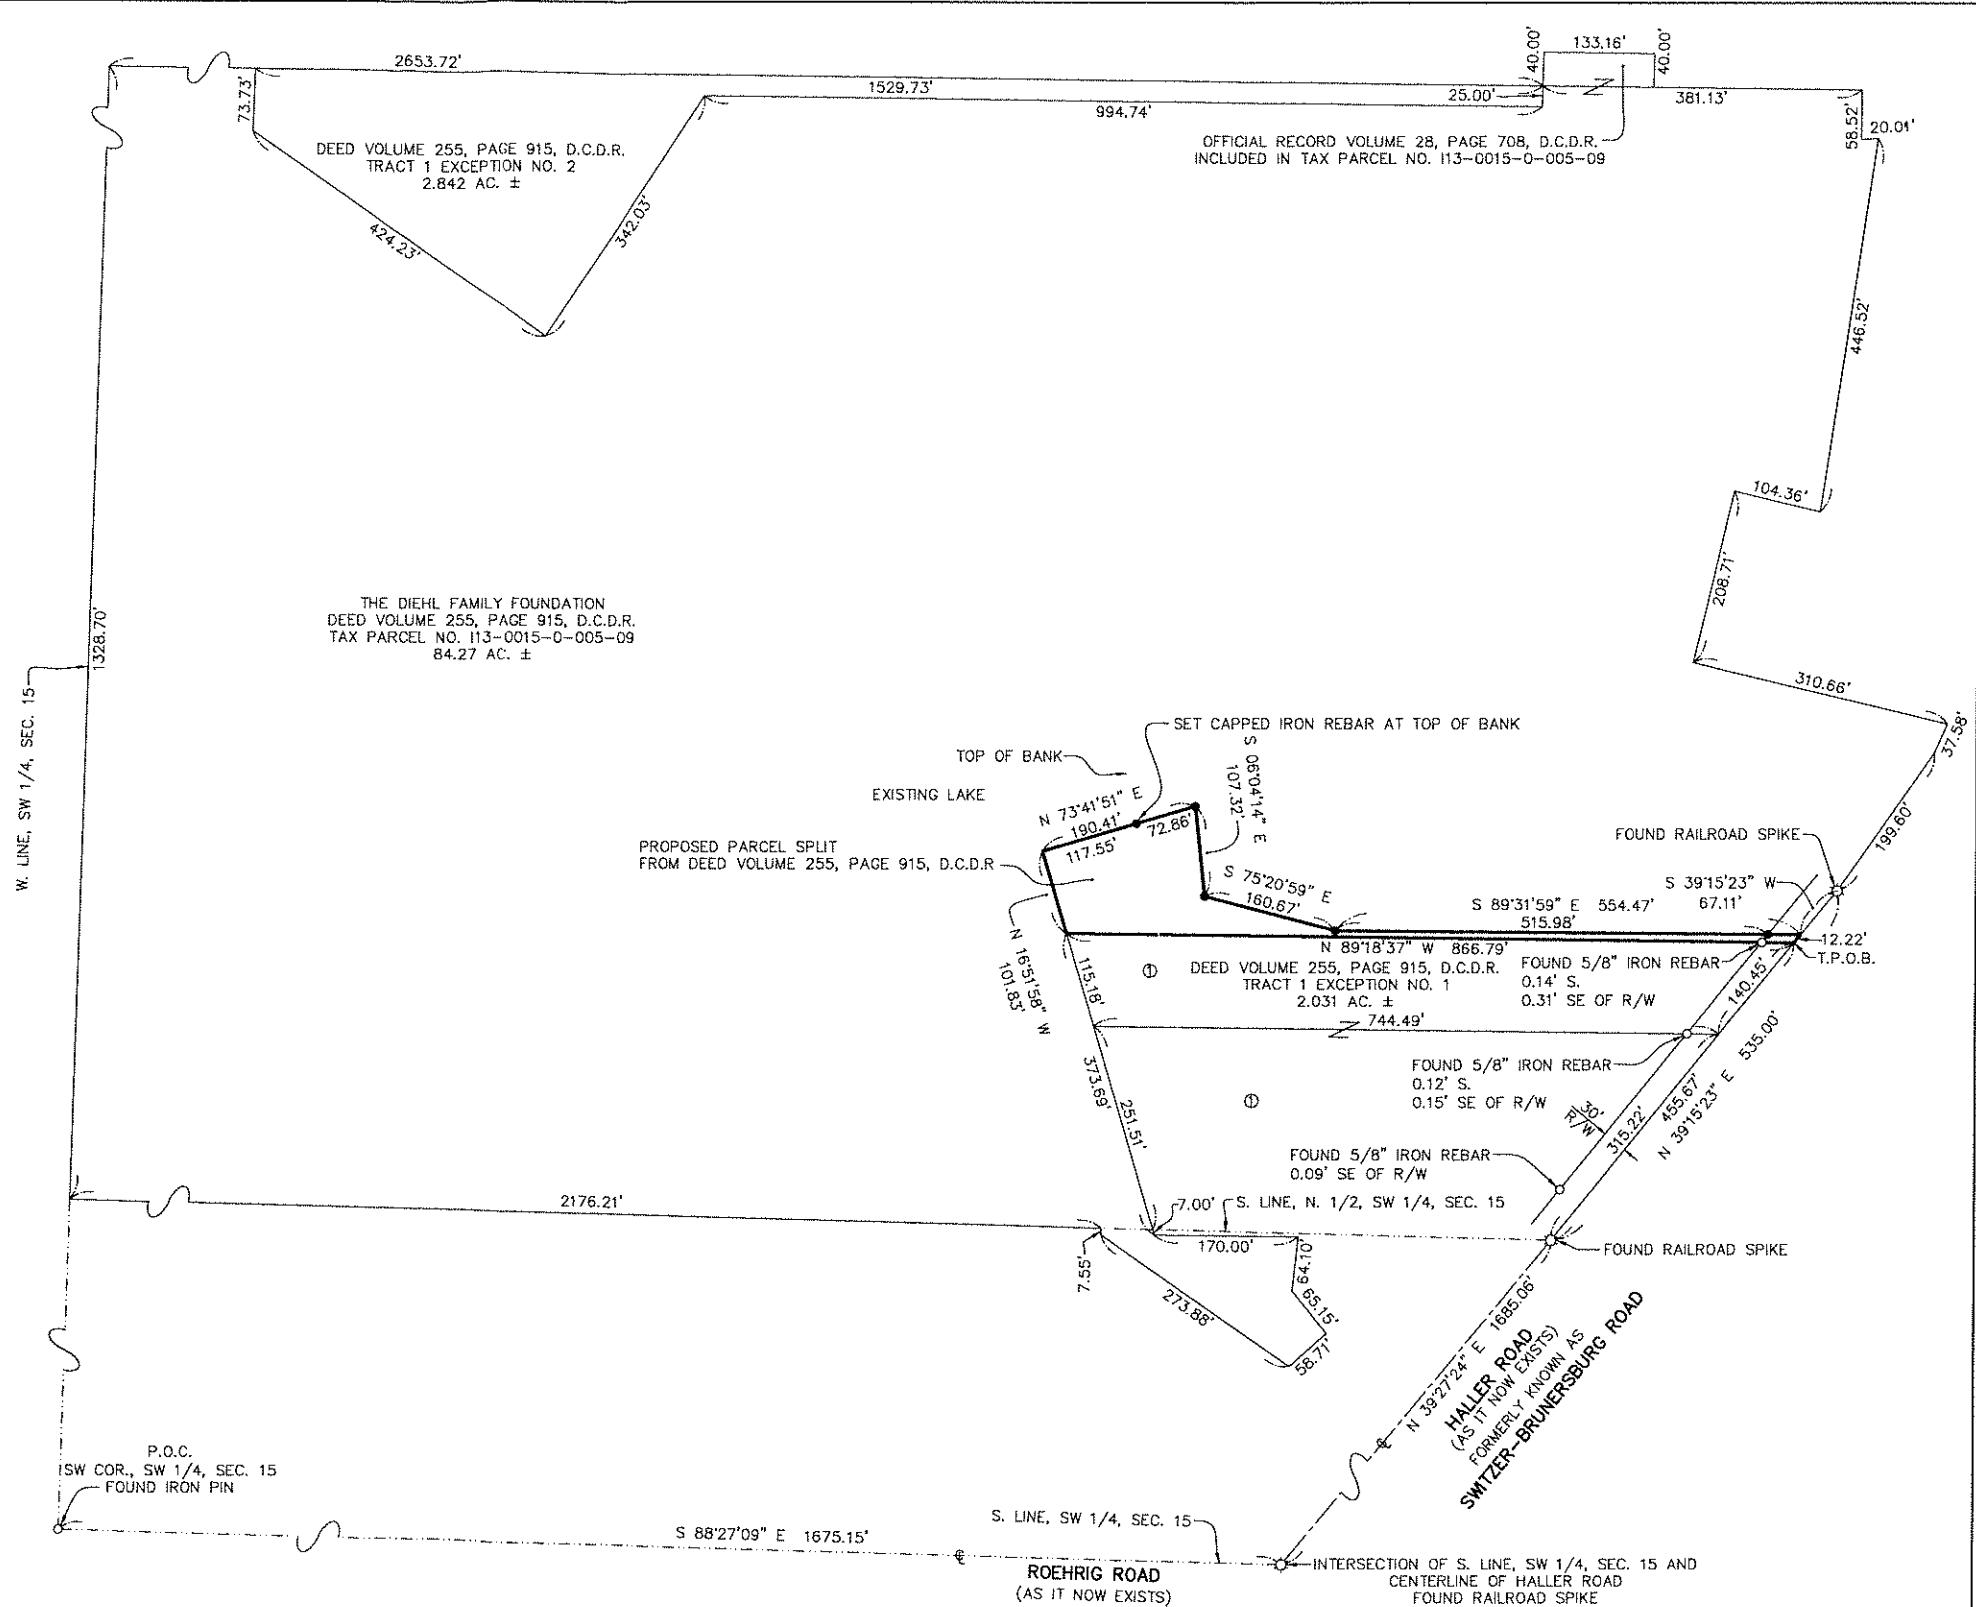 2653.72'
133.16'
40.00'
40.00'
73.73'
1529.73'
25.00'
381.13'
994.74'
58.52'
20.01'
DEED VOLUME 255, PAGE 915, D.C.D.R.
TRACT 1 EXCEPTION NO. 2
2.842 AC. ±
OFFICIAL RECORD VOLUME 28, PAGE 708, D.C.D.R.
INCLUDED IN TAX PARCEL NO. I13-0015-0-005-09
424.23'
342.03'
446.52'
104.36'
208.71'
THE DIEHL FAMILY FOUNDATION
DEED VOLUME 255, PAGE 915, D.C.D.R.
TAX PARCEL NO. I13-0015-0-005-09
84.27 AC. ±
1328.70'
W. LINE, SW 1/4, SEC. 15
310.66'
37.58'
SET CAPPED IRON REBAR AT TOP OF BANK
TOP OF BANK
EXISTING LAKE
S 06°04'14" E
107.32'
N 73°41'51" E
190.41'
72.86'
117.55'
199.60'
FOUND RAILROAD SPIKE
PROPOSED PARCEL SPLIT
FROM DEED VOLUME 255, PAGE 915, D.C.D.R
S 75°20'59" E
160.67'
S 39°15'23" W
67.11'
S 89°31'59" E 554.47'
515.98'
N 89°18'37" W 866.79'
12.22'
T.P.O.B.
N 16°51'58" W
101.83'
115.18'
①
DEED VOLUME 255, PAGE 915, D.C.D.R.
TRACT 1 EXCEPTION NO. 1
2.031 AC. ±
FOUND 5/8" IRON REBAR
0.14' S.
0.31' SE OF R/W
140.45'
744.49'
535.00'
N 39°15'23" E
455.67'
FOUND 5/8" IRON REBAR
0.12' S.
0.15' SE OF R/W
373.69'
251.51'
①
30'
R/W
315.22'
FOUND 5/8" IRON REBAR
0.09' SE OF R/W
2176.21'
7.00'
S. LINE, N. 1/2, SW 1/4, SEC. 15
170.00'
FOUND RAILROAD SPIKE
7.55'
64.10'
65.15'
273.88'
58.71'
N 39°27'24" E 1685.06'
HALLER ROAD
(AS IT NOW EXISTS)
FORMERLY KNOWN AS
SWITZER-BRUNERSBURG ROAD
P.O.C.
SW COR., SW 1/4, SEC. 15
FOUND IRON PIN
S 88°27'09" E 1675.15'
S. LINE, SW 1/4, SEC. 15
ROEHRIG ROAD
(AS IT NOW EXISTS)
INTERSECTION OF S. LINE, SW 1/4, SEC. 15 AND
CENTERLINE OF HALLER ROAD
FOUND RAILROAD SPIKE